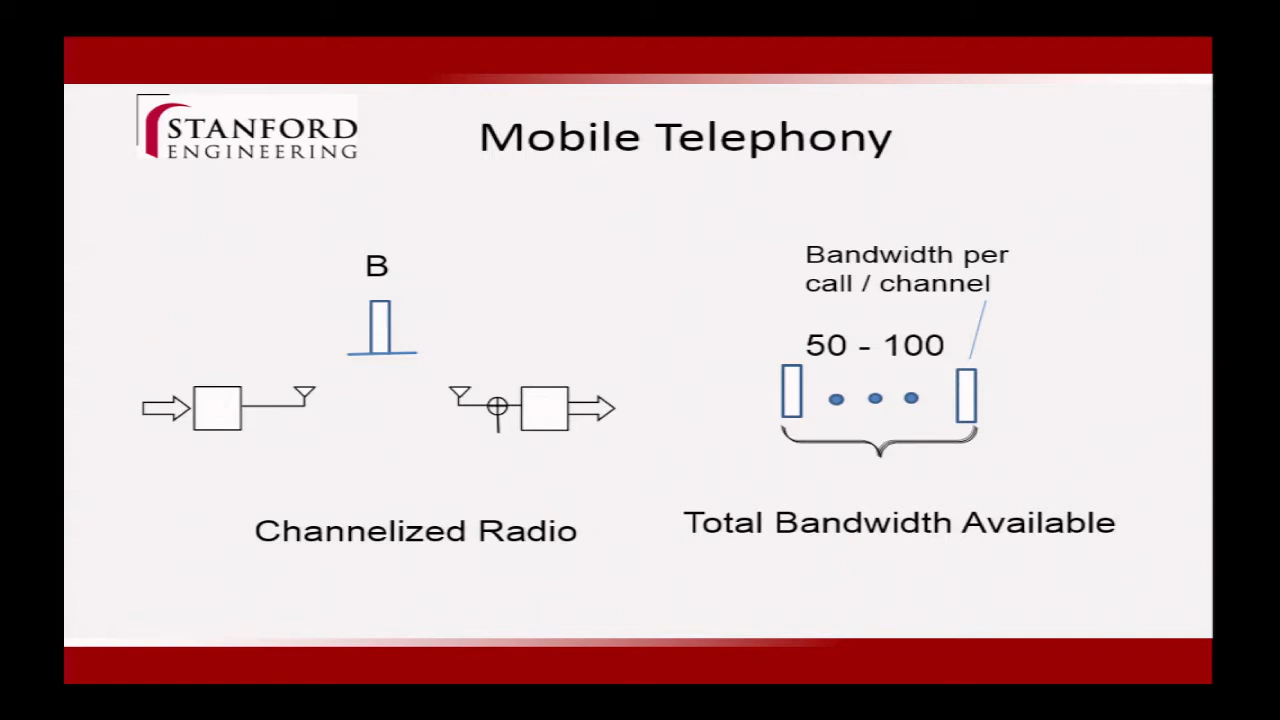 STANFORD
ENGINEERING
Mobile Telephony
B
Bandwidth per
call / channel
50 - 100
Channelized Radio
Total Bandwidth Available